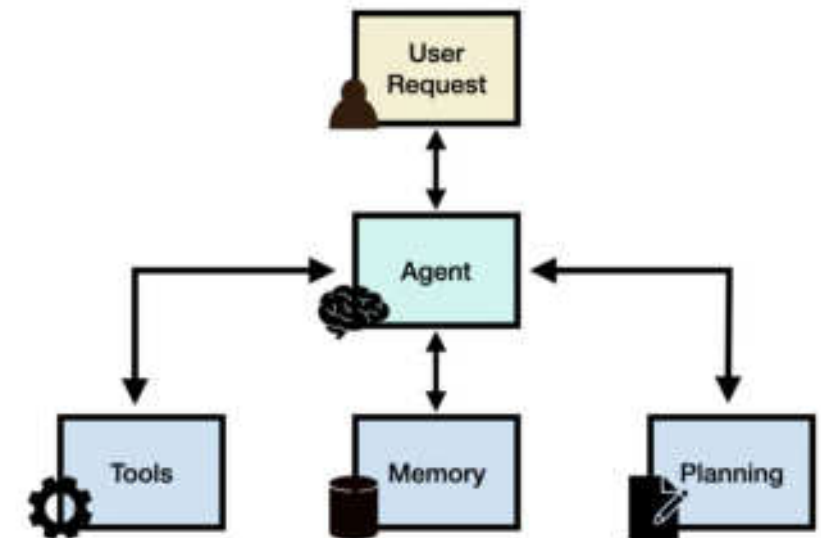 User
Request
Agent
Tools
Memory
Planning